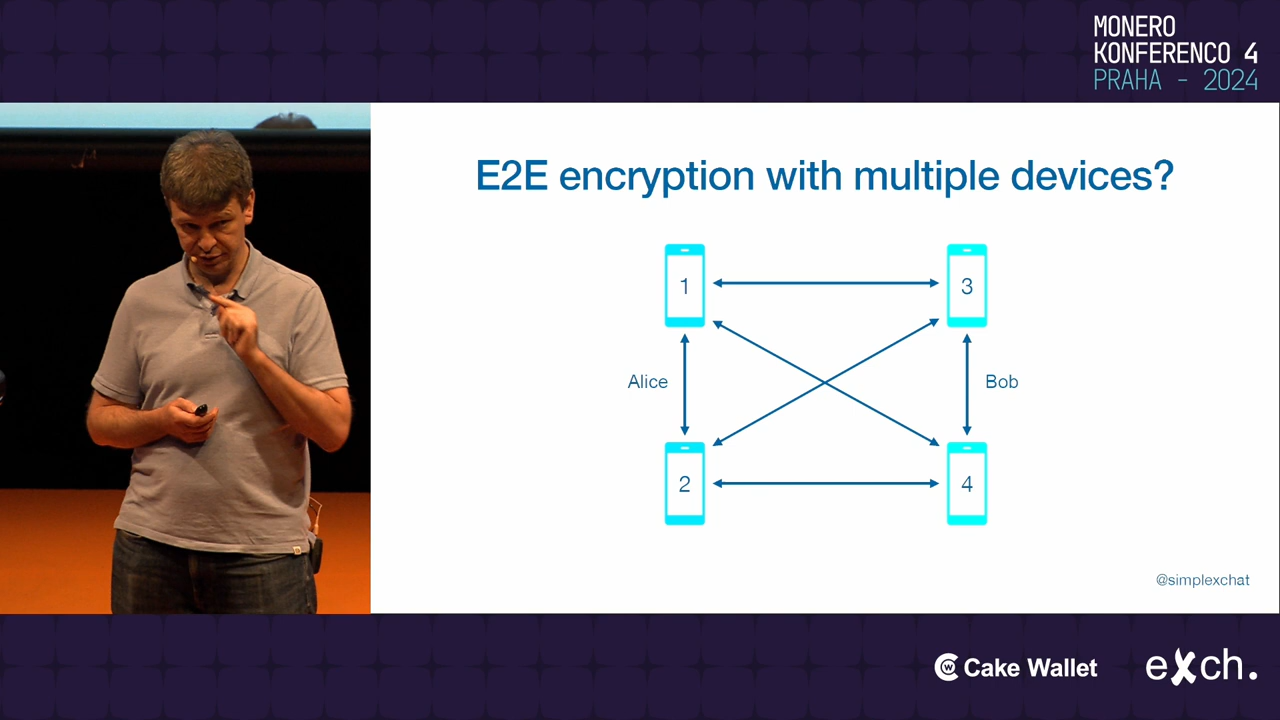 MONERO
KONFERENCO 4
PRAHA - 2024
E2E encryption with multiple devices?
1
3
Alice
Bob
2
4
@simplexchat
Cake Wallet
eXch.